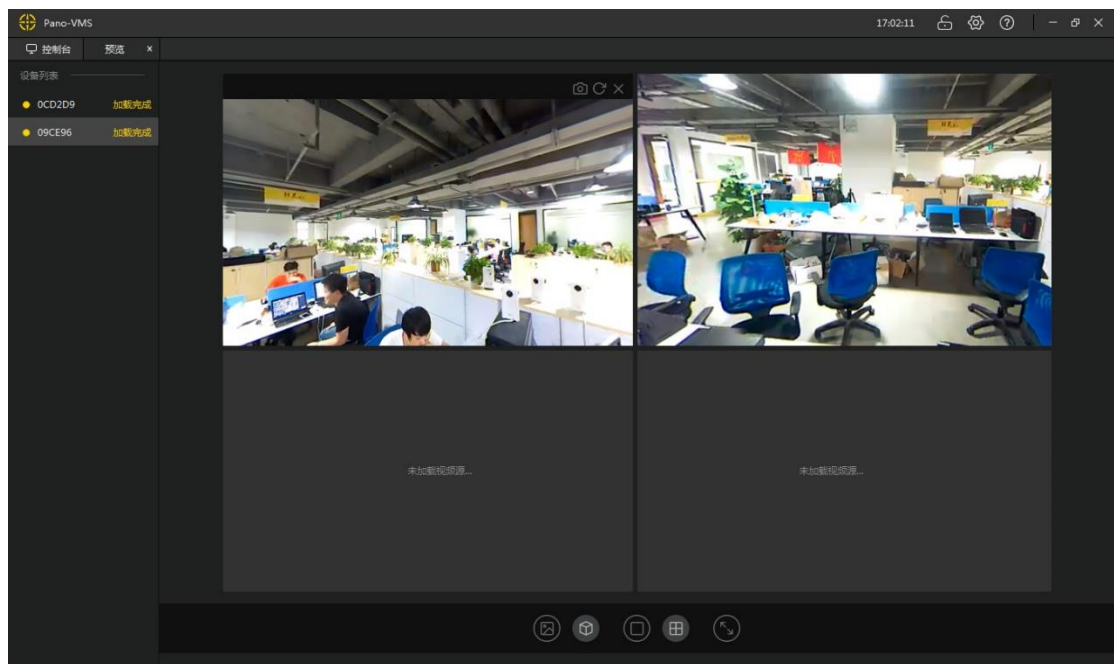 Pano-VMS
17:02:11
控制台 预览
设备列表
0CD2D9 加载完成
09CE96 加载完成
未加载视频源...
未加载视频源...